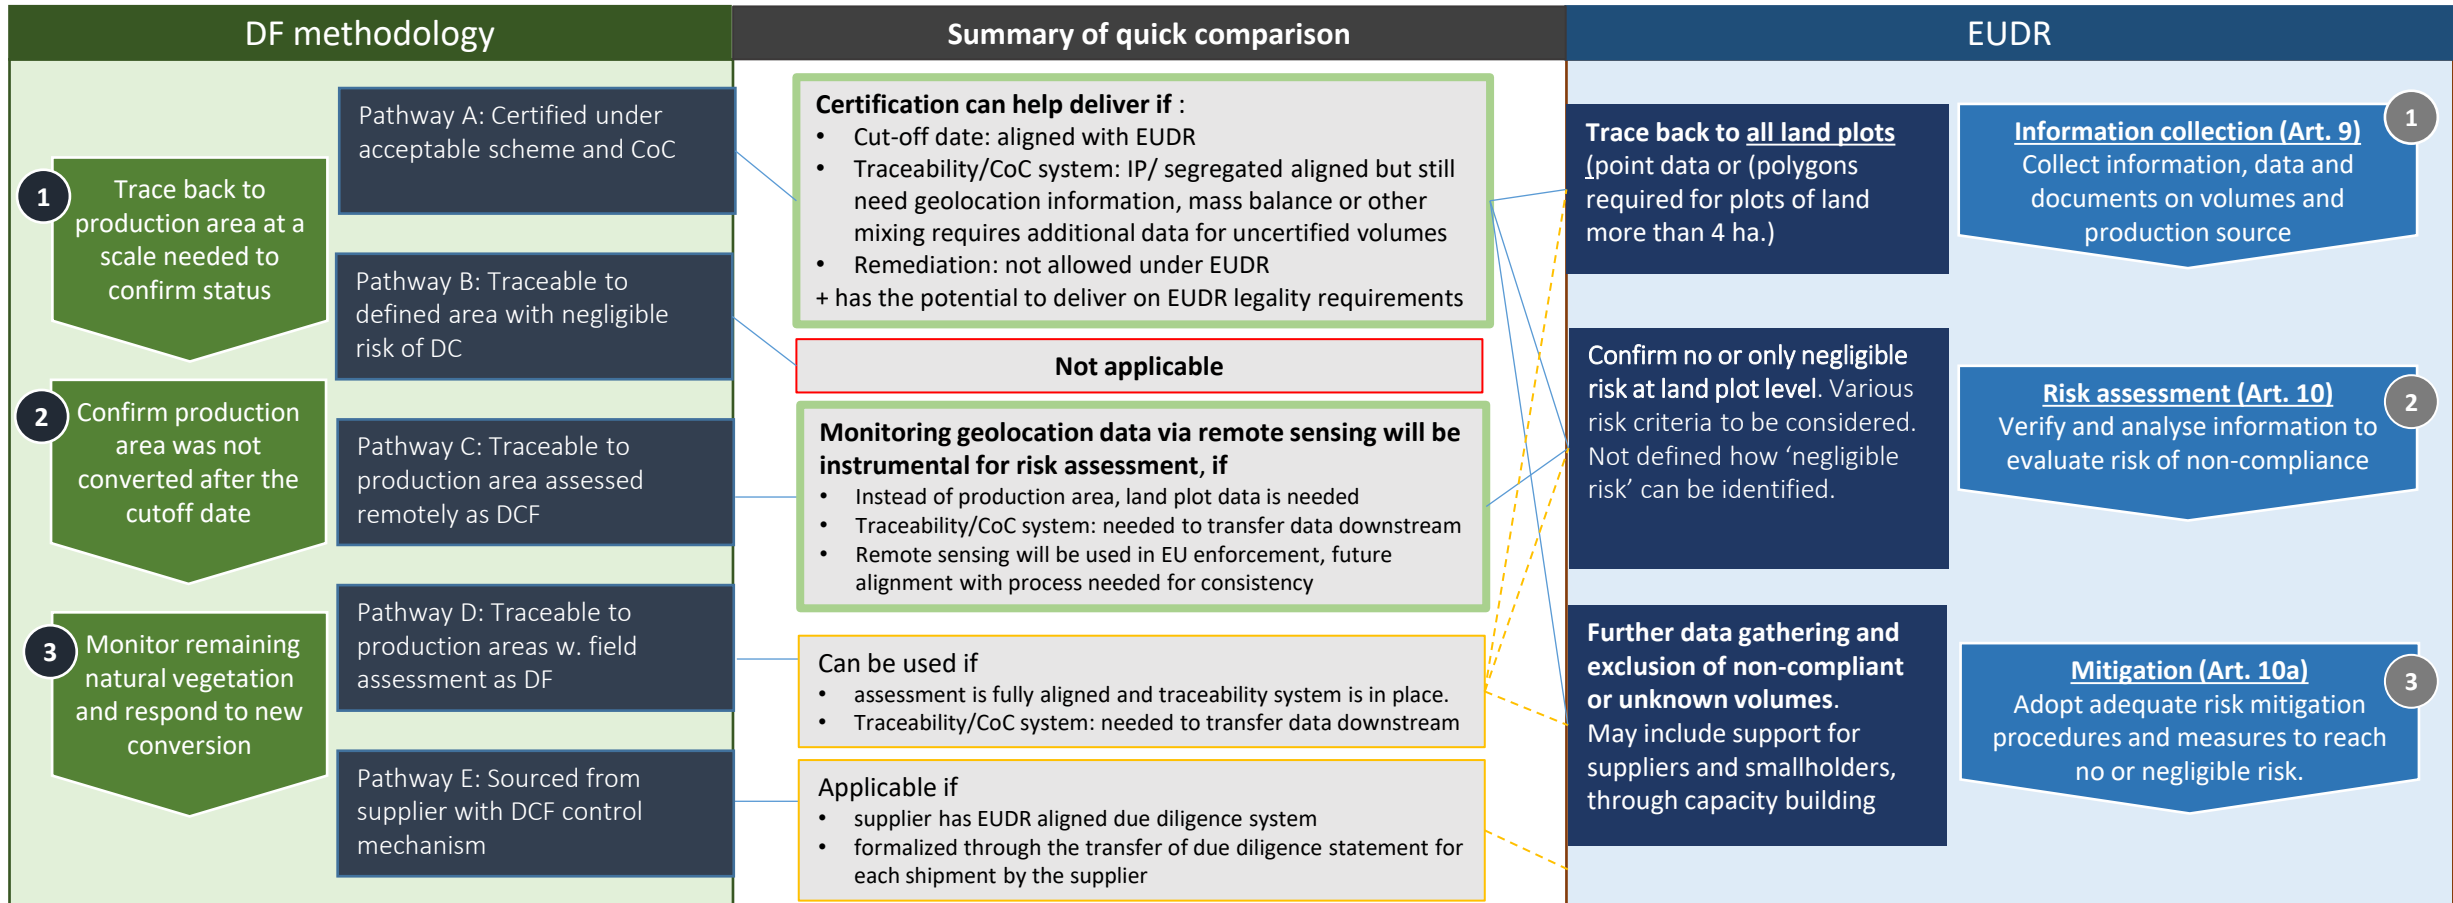 DF methodology
1
Trace back to
production area at a
scale needed to
confirm status
2
Confirm production
area was not
converted after the
cutoff date
3
Monitor remaining
natural vegetation
and respond to new
conversion
Pathway A: Certified under
acceptable scheme and CoC
Pathway B: Traceable to
defined area with negligible
risk of DC
Pathway C: Traceable to
production area assessed
remotely as DCF
Pathway D: Traceable to
production areas w. field
assessment as DF
Pathway E: Sourced from
supplier with DCF control
mechanism
Summary of quick comparison
Certification can help deliver if :
• Cut-off date: aligned with EUDR
• Traceability/CoC system: IP/ segregated aligned but still
need geolocation information, mass balance or other
mixing requires additional data for uncertified volumes
• Remediation: not allowed under EUDR
+ has the potential to deliver on EUDR legality requirements
Not applicable
Monitoring geolocation data via remote sensing will be
instrumental for risk assessment, if
• Instead of production area, land plot data is needed
• Traceability/CoC system: needed to transfer data downstream
• Remote sensing will be used in EU enforcement, future
alignment with process needed for consistency
Can be used if
• assessment is fully aligned and traceability system is in place.
• Traceability/CoC system: needed to transfer data downstream
Applicable if
• supplier has EUDR aligned due diligence system
• formalized through the transfer of due diligence statement for
each shipment by the supplier
EUDR
Trace back to all land plots
(point data or (polygons
required for plots of land
more than 4 ha.)
Confirm no or only negligible
risk at land plot level. Various
risk criteria to be considered.
Not defined how ‘negligible
risk’ can be identified.
Further data gathering and
exclusion of non-compliant
or unknown volumes.
May include support for
suppliers and smallholders,
through capacity building
1
Information collection (Art. 9)
Collect information, data and
documents on volumes and
production source
2
Risk assessment (Art. 10)
Verify and analyse information to
evaluate risk of non-compliance
3
Mitigation (Art. 10a)
Adopt adequate risk mitigation
procedures and measures to reach
no or negligible risk.